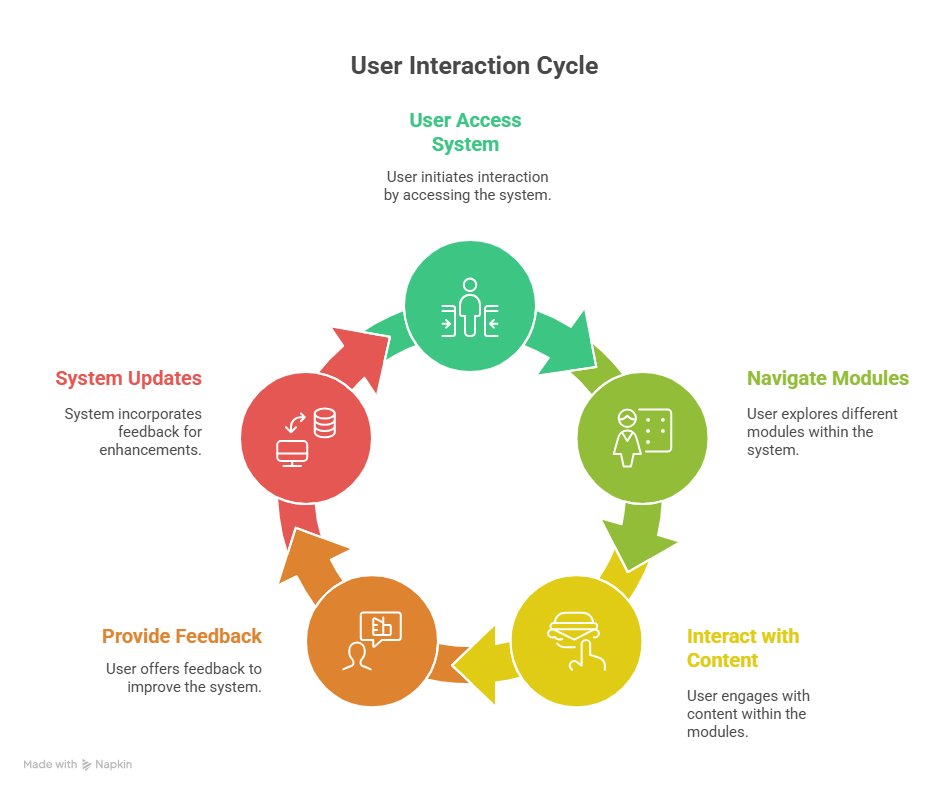 User Interaction Cycle
User Access
System
User initiates interaction
by accessing the system.
System Updates
System incorporates
feedback for
enhancements.
Navigate Modules
User explores different
modules within the
system.
Provide Feedback
User offers feedback to
improve the system.
Interact with
Content
User engages with
content within the
modules.
Made with Napkin